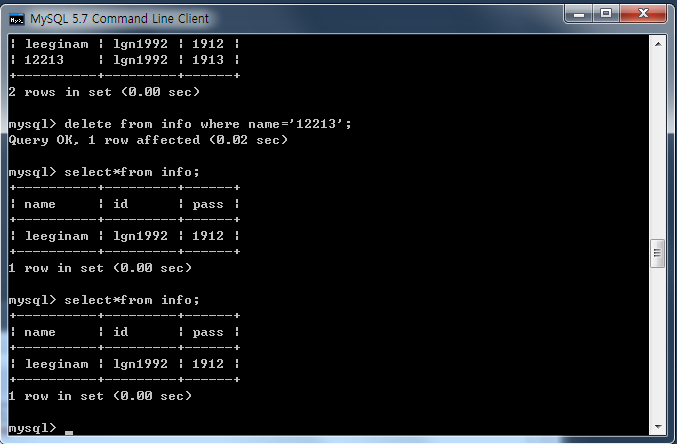 MySQL 5.7 Command Line Client
¦ leeginam ¦ lgn1992 ¦ 1912 ¦
¦ 12213    ¦ lgn1992 ¦ 1913 ¦
+----------+---------+------+
2 rows in set (0.00 sec)
mysql> delete from info where name='12213';
Query OK, 1 row affected (0.02 sec)
mysql> select*from info;
+----------+---------+------+
¦ name     ¦ id      ¦ pass ¦
+----------+---------+------+
¦ leeginam ¦ lgn1992 ¦ 1912 ¦
+----------+---------+------+
1 row in set (0.00 sec)
mysql> select*from info;
+----------+---------+------+
¦ name     ¦ id      ¦ pass ¦
+----------+---------+------+
¦ leeginam ¦ lgn1992 ¦ 1912 ¦
+----------+---------+------+
1 row in set (0.00 sec)
mysql> _